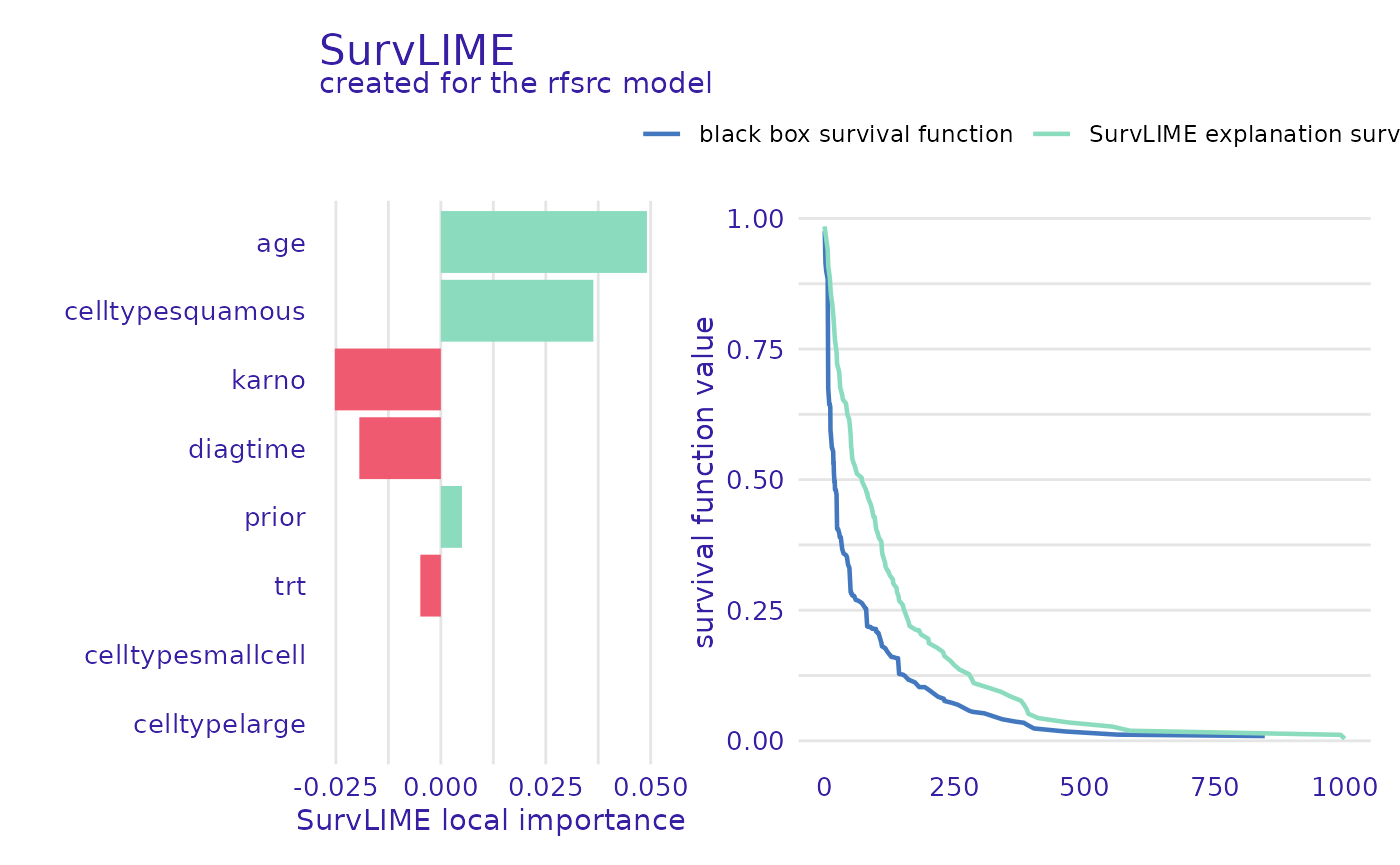 SurvLIME
created for the rfsrc model
black box survival function
SurvLIME explanation surv
age
celltypesquamous
karno
diagtime
prior
trt
celltypesmallcell
celltypelarge
-0.025 0.000 0.025 0.050
SurvLIME local importance
survival function value
1.00
0.75
0.50
0.25
0.00
0 250 500 750 1000